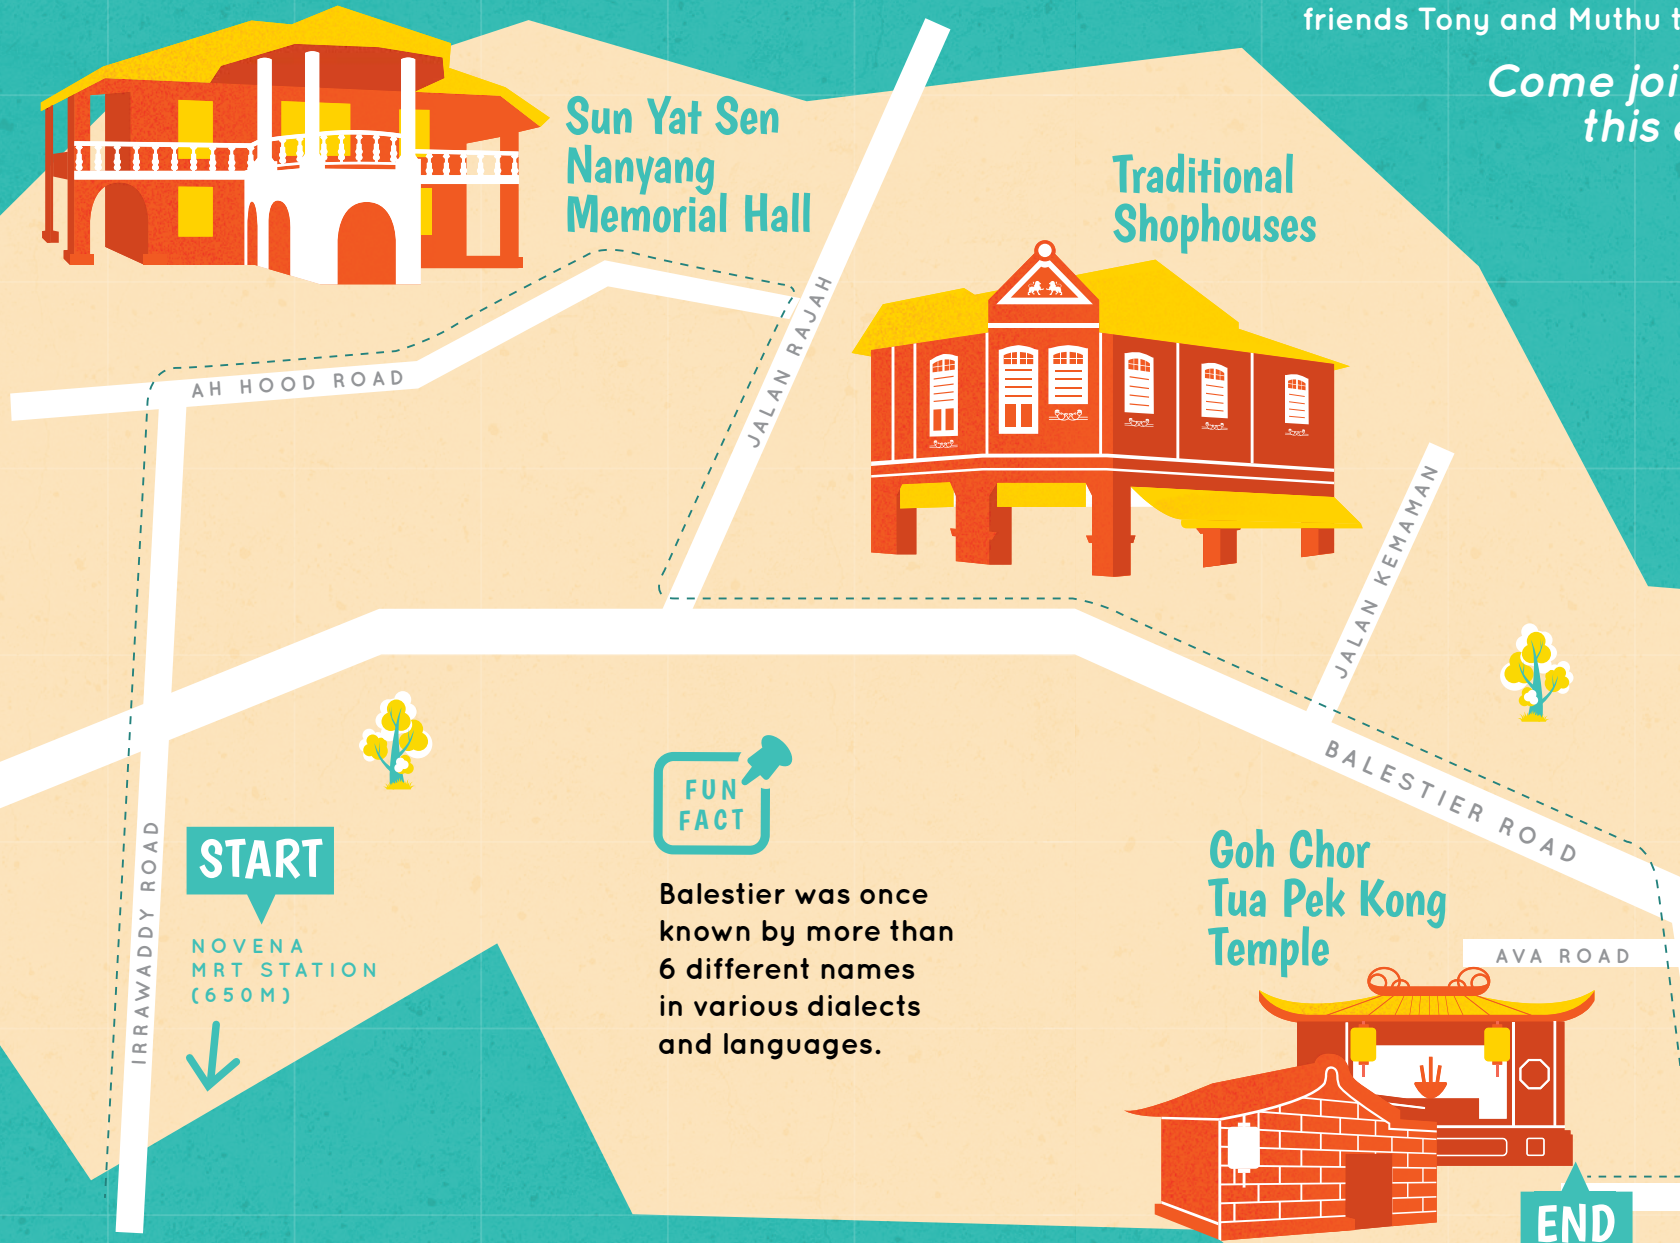 friends Tony and Muthu t
Come joi
this
Sun Yat Sen
Nanyang
Memorial Hall
Traditional
Shophouses
AH HOOD ROAD
JALAN RAJAH
JALAN KEMAMAN
BALESTIER ROAD
FUN
FACT
Balestier was once
known by more than
6 different names
in various dialects
and languages.
START
NOVENA
MRT STATION
(650M)
IRRAWADDY ROAD
Goh Chor
Tua Pek Kong
Temple
AVA ROAD
END